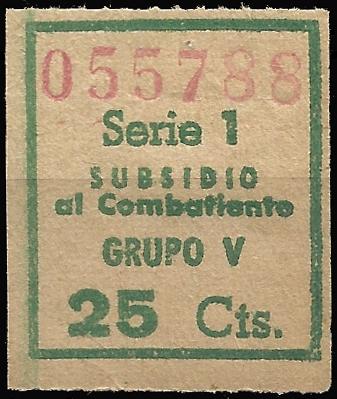 055788
Serie 1
SUBSIDIO
al Combatiente
GRUPO V
25 Cts.